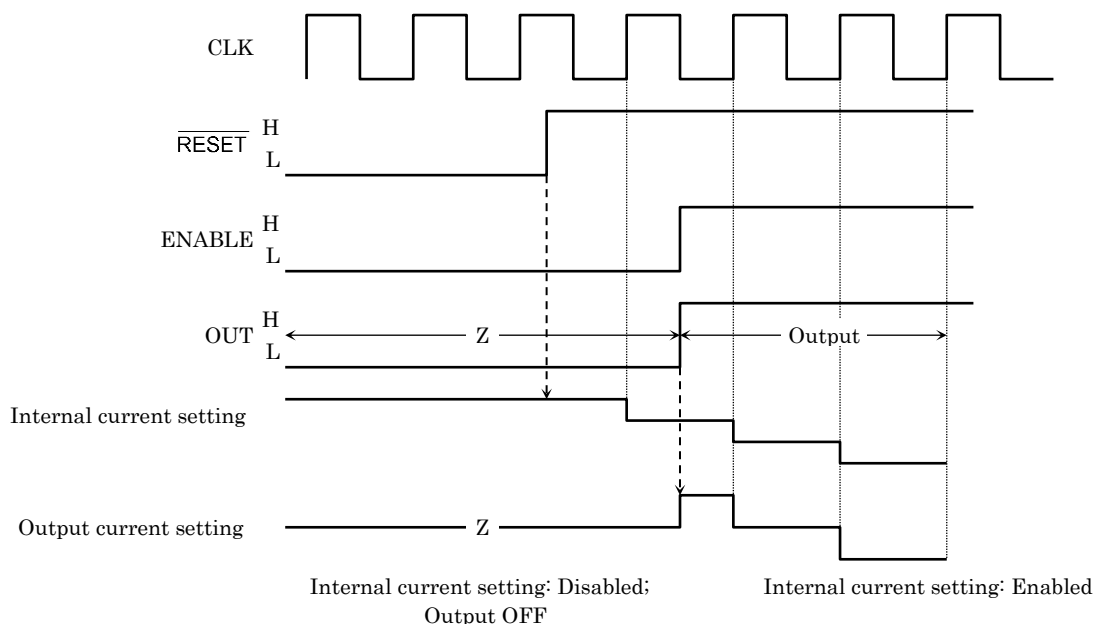 CLK
RESET
H
L
ENABLE
H
L
OUT
H
L
Z
Output
Internal current setting
Output current setting
Z
Internal current setting: Disabled;
Output OFF
Internal current setting: Enabled